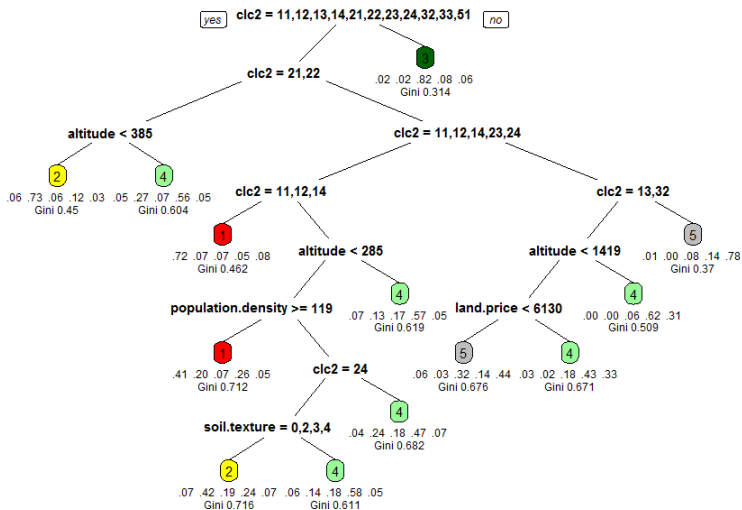 yes clc2 = 11,12,13,14,21,22,23,24,32,33,51 no
3
.02 .02 .82 .08 .06
Gini 0.314
clc2 = 21,22
altitude < 385
clc2 = 11,12,14,23,24
2 4
.06 .73 .06 .12 .03 .05 .27 .07 .56 .05
Gini 0.45 Gini 0.604
clc2 = 11,12,14
clc2 = 13,32
1
.72 .07 .07 .05 .08
Gini 0.462
5
.01 .00 .08 .14 .78
Gini 0.37
altitude < 285
altitude < 1419
4
.07 .13 .17 .57 .05
Gini 0.619
4
.00 .00 .06 .62 .31
Gini 0.509
population.density >= 119
land.price < 6130
1
.41 .20 .07 .26 .05
Gini 0.712
5 4
.06 .03 .32 .14 .44 .03 .02 .18 .43 .33
Gini 0.676 Gini 0.671
clc2 = 24
4
.04 .24 .18 .47 .07
Gini 0.682
soil.texture = 0,2,3,4
2 4
.07 .42 .19 .24 .07 .06 .14 .18 .58 .05
Gini 0.716 Gini 0.611